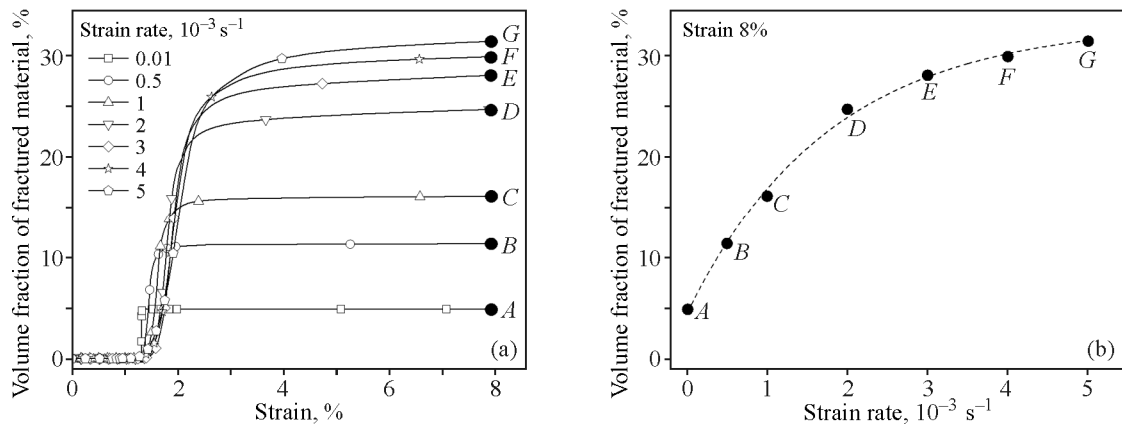 Volume fraction of fractured material, %
Strain rate, 10⁻³ s⁻¹
0.01
0.5
1
2
3
4
5
30
20
10
0
G
F
E
D
C
B
A
(a)
0 2 4 6 8
Strain, %
Volume fraction of fractured material, %
Strain 8%
30
20
10
0
A
B
C
D
E
F
G
(b)
0 1 2 3 4 5
Strain rate, 10⁻³ s⁻¹